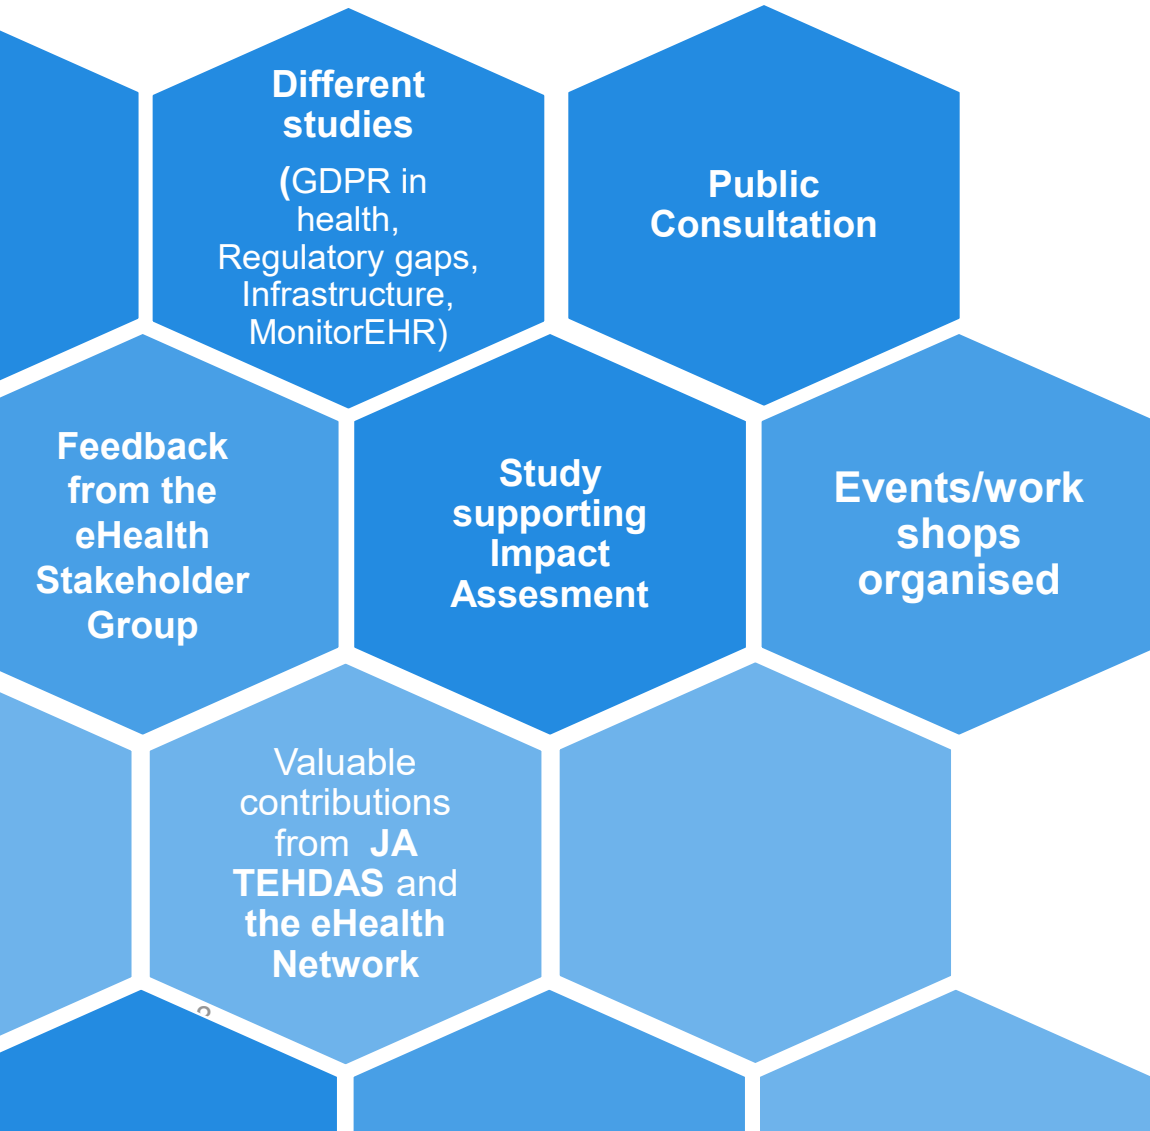 Different
studies
(GDPR in
health,
Regulatory gaps,
Infrastructure,
MonitorEHR)
Public
Consultation
Feedback
from the
eHealth
Stakeholder
Group
Study
supporting
Impact
Assesment
Events/work
shops
organised
Valuable
contributions
from JA
TEHDAS and
the eHealth
Network